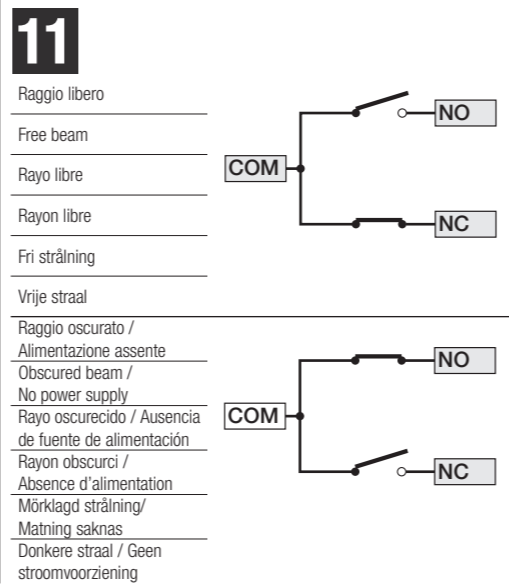 11
Raggio libero
Free beam
Rayo libre
Rayon libre
Fri strålning
Vrije straal
COM
NO
NC
Raggio oscurato /
Alimentazione assente
Obscured beam /
No power supply
Rayo oscurecido / Ausencia
de fuente de alimentación
Rayon obscurci /
Absence d'alimentation
Mörklagd strålning/
Matning saknas
Donkere straal / Geen
stroomvoorziening
COM
NO
NC